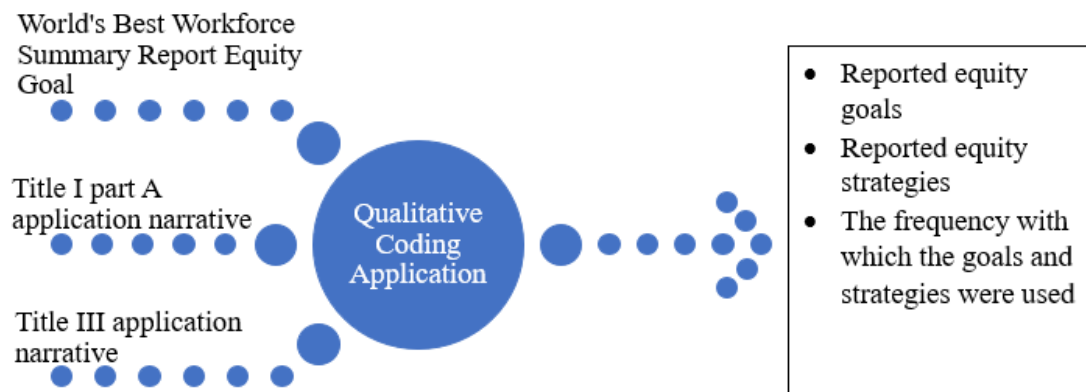 World's Best Workforce
Summary Report Equity
Goal
Title I part A
application narrative
Title III application
narrative
Qualitative
Coding
Application
• Reported equity
goals
• Reported equity
strategies
• The frequency with
which the goals and
strategies were used